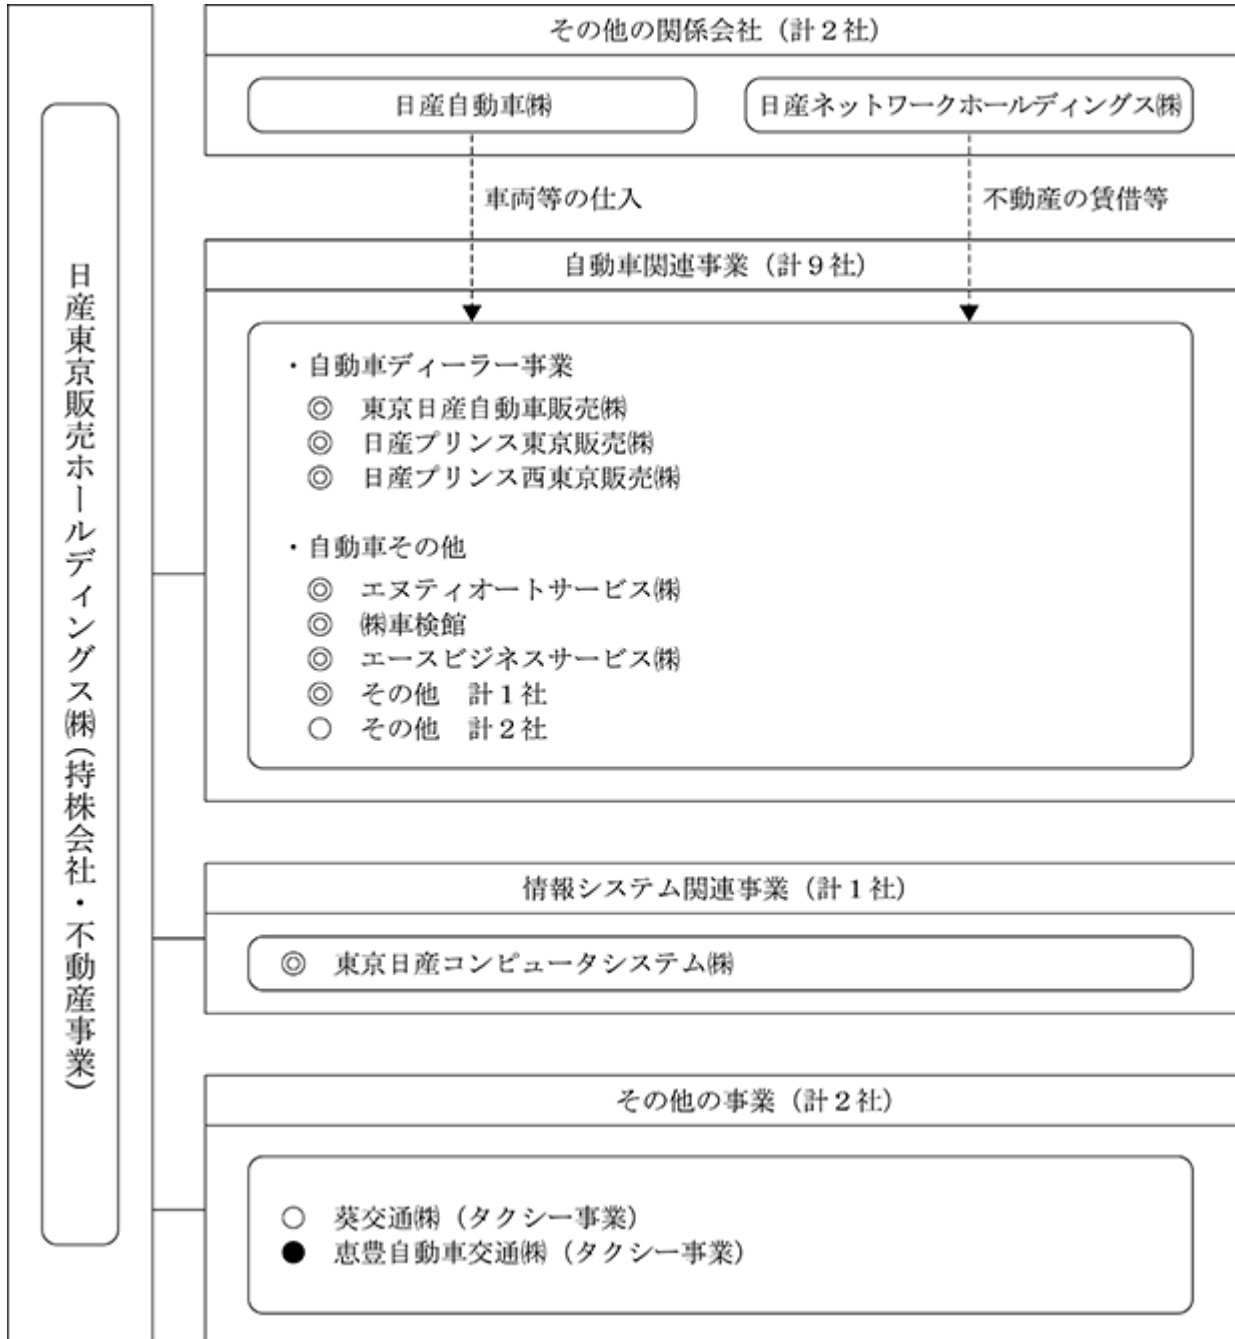 その他の関係会社（計２社）
日産自動車㈱
日産ネットワークホールディングス㈱
車両等の仕入
不動産の賃借等
日産東京販売ホールディングス㈱（持株会社・不動産事業）
自動車関連事業（計９社）
・自動車ディーラー事業
◎ 東京日産自動車販売㈱
◎ 日産プリンス東京販売㈱
◎ 日産プリンス西東京販売㈱
・自動車その他
◎ エヌティオートサービス㈱
◎ ㈱車検館
◎ エースビジネスサービス㈱
◎ その他　計１社
○ その他　計２社
情報システム関連事業（計１社）
◎ 東京日産コンピュータシステム㈱
その他の事業（計２社）
○ 葵交通㈱（タクシー事業）
● 恵豊自動車交通㈱（タクシー事業）